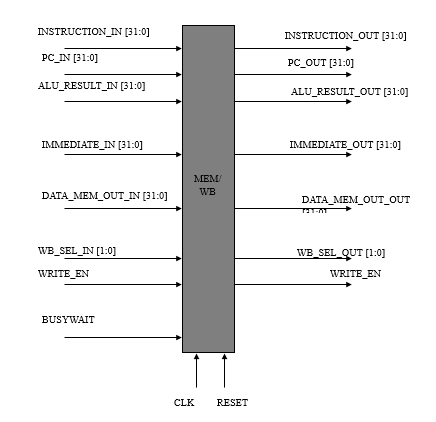 INSTRUCTION_IN [31:0]
INSTRUCTION_OUT [31:0]
PC_IN [31:0]
PC_OUT [31:0]
ALU_RESULT_IN [31:0]
ALU_RESULT_OUT [31:0]
IMMEDIATE_IN [31:0]
IMMEDIATE_OUT [31:0]
MEM/
WB
DATA_MEM_OUT_IN [31:0]
DATA_MEM_OUT_OUT
[31:0]
WB_SEL_IN [1:0]
WB_SEL_OUT [1:0]
WRITE_EN
WRITE_EN
BUSYWAIT
CLK
RESET